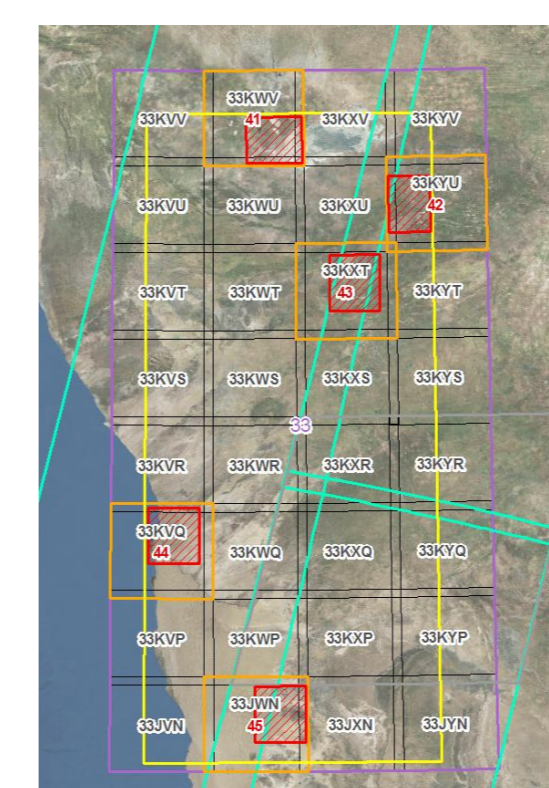 33KWV
33KVV 41 33KXV 33KYV
33KYU
33KVU 33KWU 33KXU 42
33KXT
33KVT 33KWT 43 33KYT
33KVS 33KWS 33KXS 33KYS
33
33KVR 33KWR 33KXR 33KYR
33KVQ
44 33KWQ 33KXQ 33KYQ
33KVP 33KWP 33KXP 33KYP
33JWN
33JVN 45 33JXN 33JYN